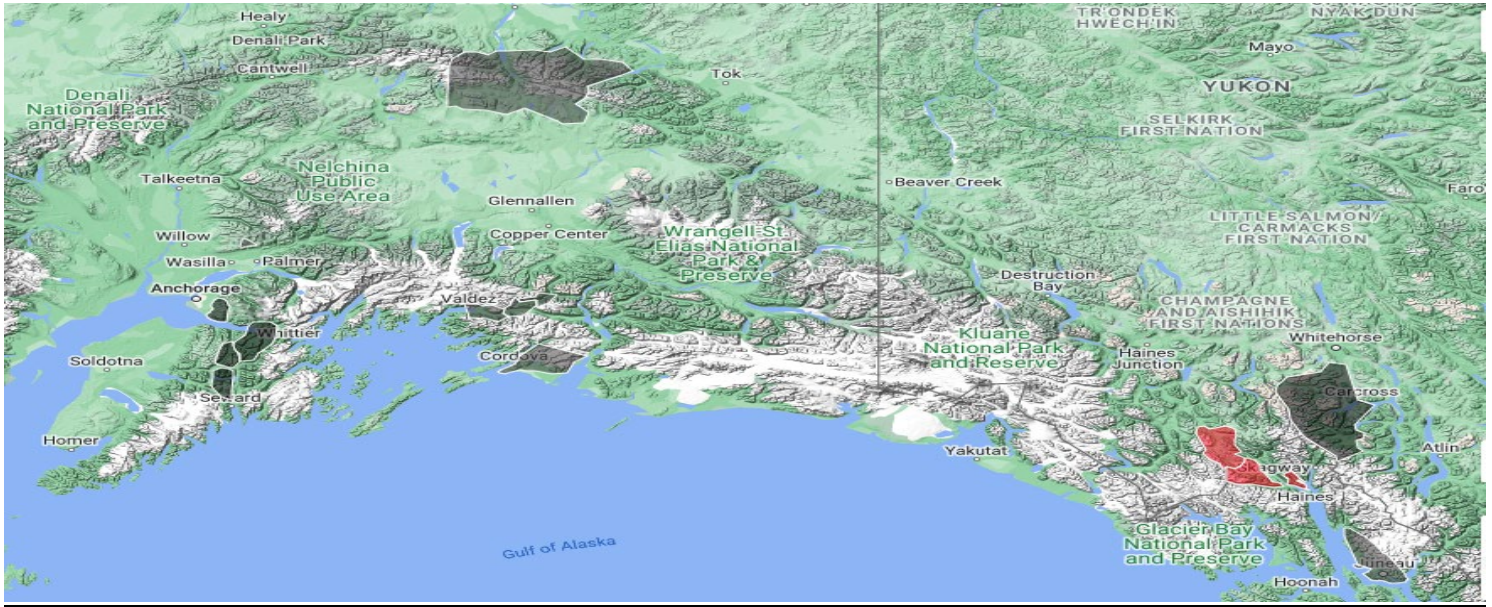 Healy
TR'ONDËK
HWËCH'IN
NYAK DUN
Denali Park
Mayo
Cantwell
Tok
YUKON
Denali
National Park
and Preserve
SELKIRK
FIRST NATION
Nelchina
Public
Use Area
Talkeetna
Beaver Creek
Faro
Glennallen
LITTLE SALMON/
CARMACKS
FIRST NATION
Willow
Copper Center
Wrangell-St.
Elias National
Park &
Preserve
Wasilla
Palmer
Destruction
Bay
Anchorage
Valdez
CHAMPAGNE
AND AISHIHIK
FIRST NATIONS
Whittier
Kluane
National Park
and Reserve
Whitehorse
Soldotna
Cordova
Haines
Junction
Seward
Carcross
Homer
Yakutat
Atlin
Skagway
Haines
Glacier Bay
National Park
and Preserve
Gulf of Alaska
Juneau
Hoonah